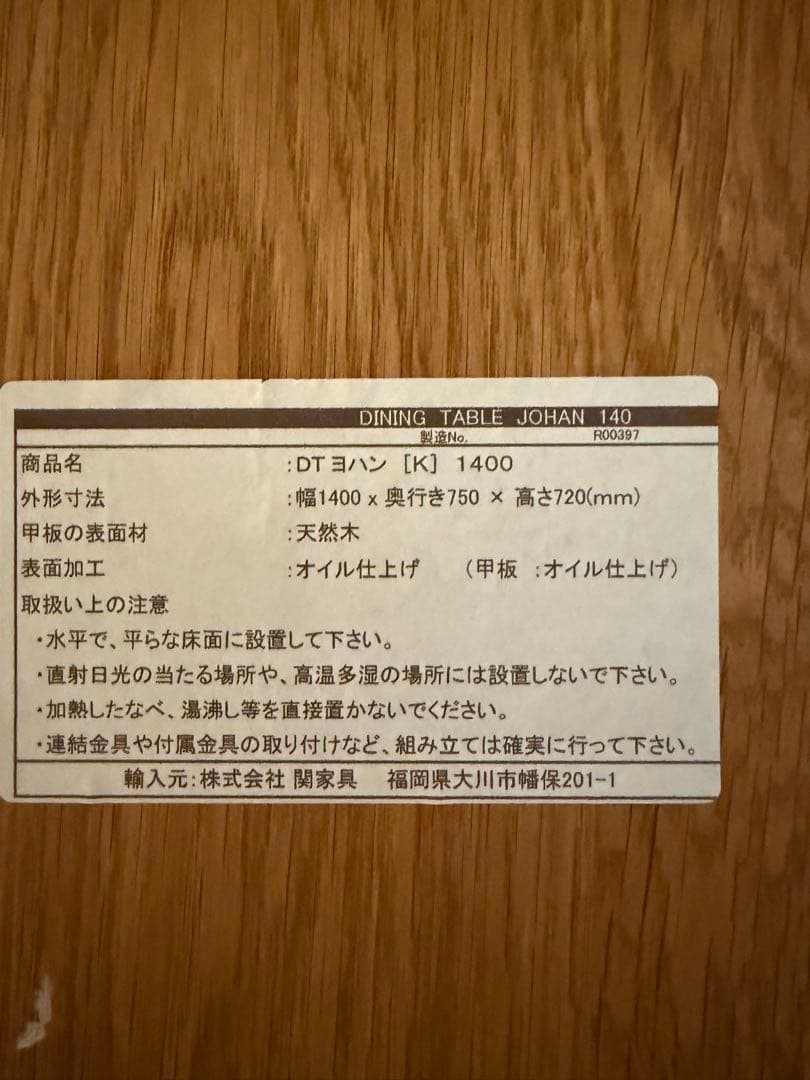 DINING TABLE JOHAN 140
製造No. R00397
商品名 :DTヨハン [K] 1400
外形寸法 :幅1400 x 奥行き750 × 高さ720(mm)
甲板の表面材 :天然木
表面加工 :オイル仕上げ (甲板 :オイル仕上げ)
取扱い上の注意
・水平で、平らな床面に設置して下さい。
・直射日光の当たる場所や、高温多湿の場所には設置しないで下さい。
・加熱したなべ、湯沸し等を直接置かないでください。
・連結金具や付属金具の取り付けなど、組み立ては確実に行って下さい。
輸入元:株式会社 関家具 福岡県大川市幡保201-1